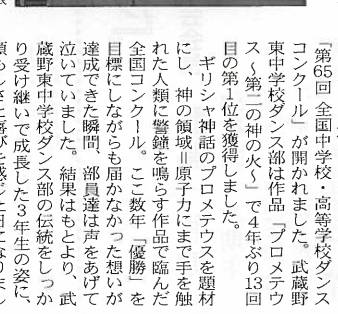 「第65回 全国中学校・高等学校ダンス
コンクール」が開かれました。武蔵野
東中学校ダンス部は作品「プロメテウ
ス～第二の神の火～」で4年ぶり13回
目の第1位を獲得しました。
ギリシャ神話のプロメテウスを題材
にし、神の領域＝原子力にまで手を触
れた人類に警鐘を鳴らす作品で臨んだ
全国コンクール。ここ数年「優勝」を
目標にしながらも届かなかった想いが
達成できた瞬間、部員達は声をあげて
泣いていました。結果はもとより、武
蔵野東中学校ダンス部の伝統をしっか
り受け継いで成長した3年生の姿に、